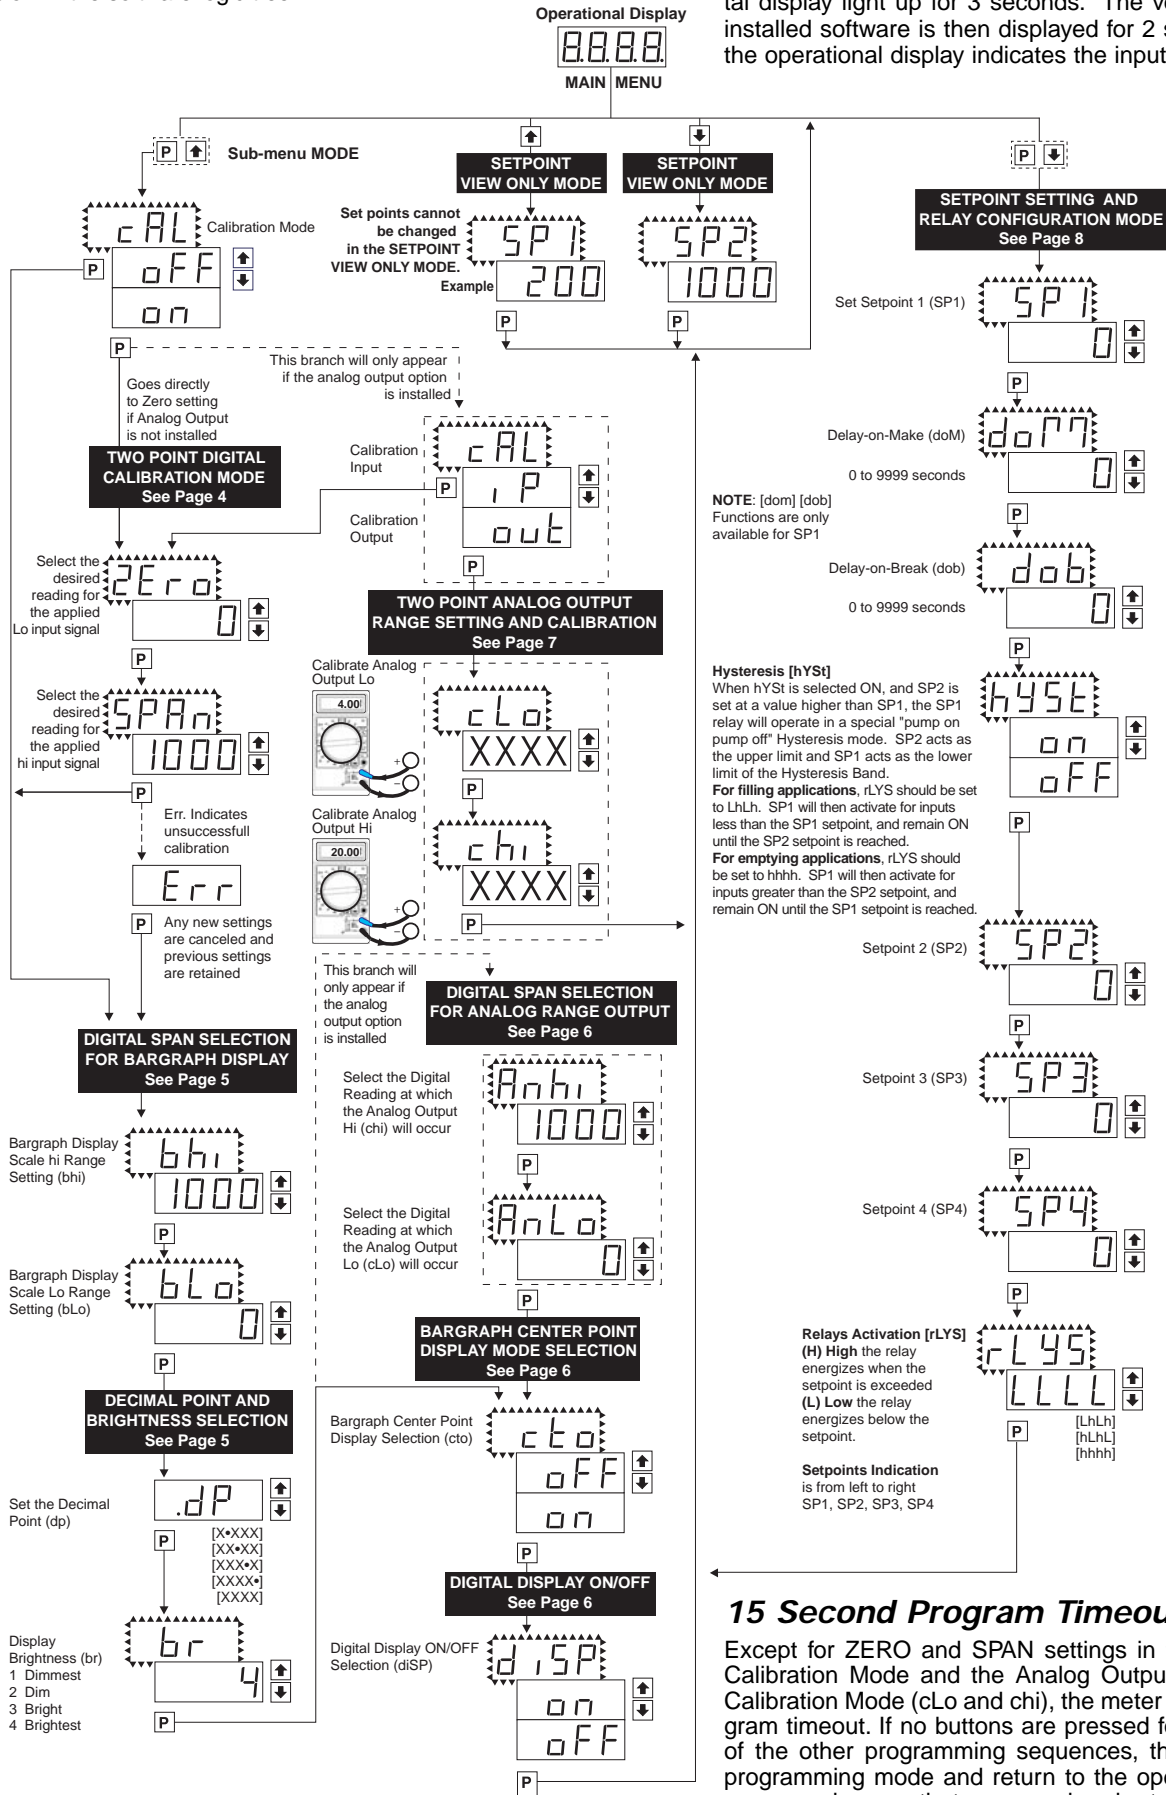 Operational Display
8.8.8.8.
MAIN MENU
tal display light up for 3 seconds. The
installed software is then displayed for 2
the operational display indicates the input
P
Sub-menu MODE
cAL
Calibration Mode
P
oFF
on
P
Goes directly
to Zero setting
if Analog Output
is not installed
This branch will only appear
if the analog output option
is installed
TWO POINT DIGITAL
CALIBRATION MODE
See Page 4
Select the
desired
reading for
the applied
Lo input signal
ZEro
0
P
Select the
desired
reading for
the applied
hi input signal
SPAn
1000
P
Err. Indicates
unsuccessfull
calibration
Err
P
Any new settings
are canceled and
previous settings
are retained
DIGITAL SPAN SELECTION
FOR BARGRAPH DISPLAY
See Page 5
Bargraph Display
Scale hi Range
Setting (bhi)
bhi
1000
P
Bargraph Display
Scale Lo Range
Setting (bLo)
bLo
0
P
DECIMAL POINT AND
BRIGHTNESS SELECTION
See Page 5
Set the Decimal
Point (dp)
.dP
P
[X•XXX]
[XX•XX]
[XXX•X]
[XXXX•]
[XXXX]
Display
Brightness (br)
1 Dimmest
2 Dim
3 Bright
4 Brightest
br
4
P
SETPOINT
VIEW ONLY MODE
Set points cannot
be changed
in the SETPOINT
VIEW ONLY MODE.
Example
SP1
200
P
SETPOINT
VIEW ONLY MODE
SP2
1000
P
Calibration
Input
cAL
P
iP
Calibration
Output
out
P
TWO POINT ANALOG OUTPUT
RANGE SETTING AND CALIBRATION
See Page 7
Calibrate Analog
Output Lo
4.00
+
–
cLo
XXXX
P
Calibrate Analog
Output Hi
20.00
+
–
chi
XXXX
P
This branch will
only appear if
the analog
output option
is installed
DIGITAL SPAN SELECTION
FOR ANALOG RANGE OUTPUT
See Page 6
Select the Digital
Reading at which
the Analog Output
Hi (chi) will occur
Anhi
1000
P
Select the Digital
Reading at which
the Analog Output
Lo (cLo) will occur
AnLo
0
P
BARGRAPH CENTER POINT
DISPLAY MODE SELECTION
See Page 6
Bargraph Center Point
Display Selection (cto)
cto
oFF
on
P
DIGITAL DISPLAY ON/OFF
See Page 6
Digital Display ON/OFF
Selection (diSP)
diSP
on
oFF
P
P
SETPOINT SETTING AND
RELAY CONFIGURATION MODE
See Page 8
Set Setpoint 1 (SP1)
SP1
0
P
Delay-on-Make (doM)
0 to 9999 seconds
doM
0
NOTE: [dom] [dob]
Functions are only
available for SP1
P
Delay-on-Break (dob)
0 to 9999 seconds
dob
0
P
Hysteresis [hYSt]
When hYSt is selected ON, and SP2 is
set at a value higher than SP1, the SP1
relay will operate in a special "pump on
pump off" Hysteresis mode. SP2 acts as
the upper limit and SP1 acts as the lower
limit of the Hysteresis Band.
For filling applications, rLYS should be set
to LhLh. SP1 will then activate for inputs
less than the SP1 setpoint, and remain ON
until the SP2 setpoint is reached.
For emptying applications, rLYS should
be set to hhhh. SP1 will then activate for
inputs greater than the SP2 setpoint, and
remain ON until the SP1 setpoint is reached.
hYSt
on
oFF
P
Setpoint 2 (SP2)
SP2
0
P
Setpoint 3 (SP3)
SP3
0
P
Setpoint 4 (SP4)
SP4
0
P
Relays Activation [rLYS]
(H) High the relay
energizes when the
setpoint is exceeded
(L) Low the relay
energizes below the
setpoint.
rLYS
LLLL
P
[LhLh]
[hLhL]
[hhhh]
Setpoints Indication
is from left to right
SP1, SP2, SP3, SP4
15 Second Program
Except for ZERO and SPAN settings in
Calibration Mode and the Analog
Calibration Mode (cLo and chi), the meter
gram timeout. If no buttons are pressed
of the other programming sequences,
programming mode and return to the